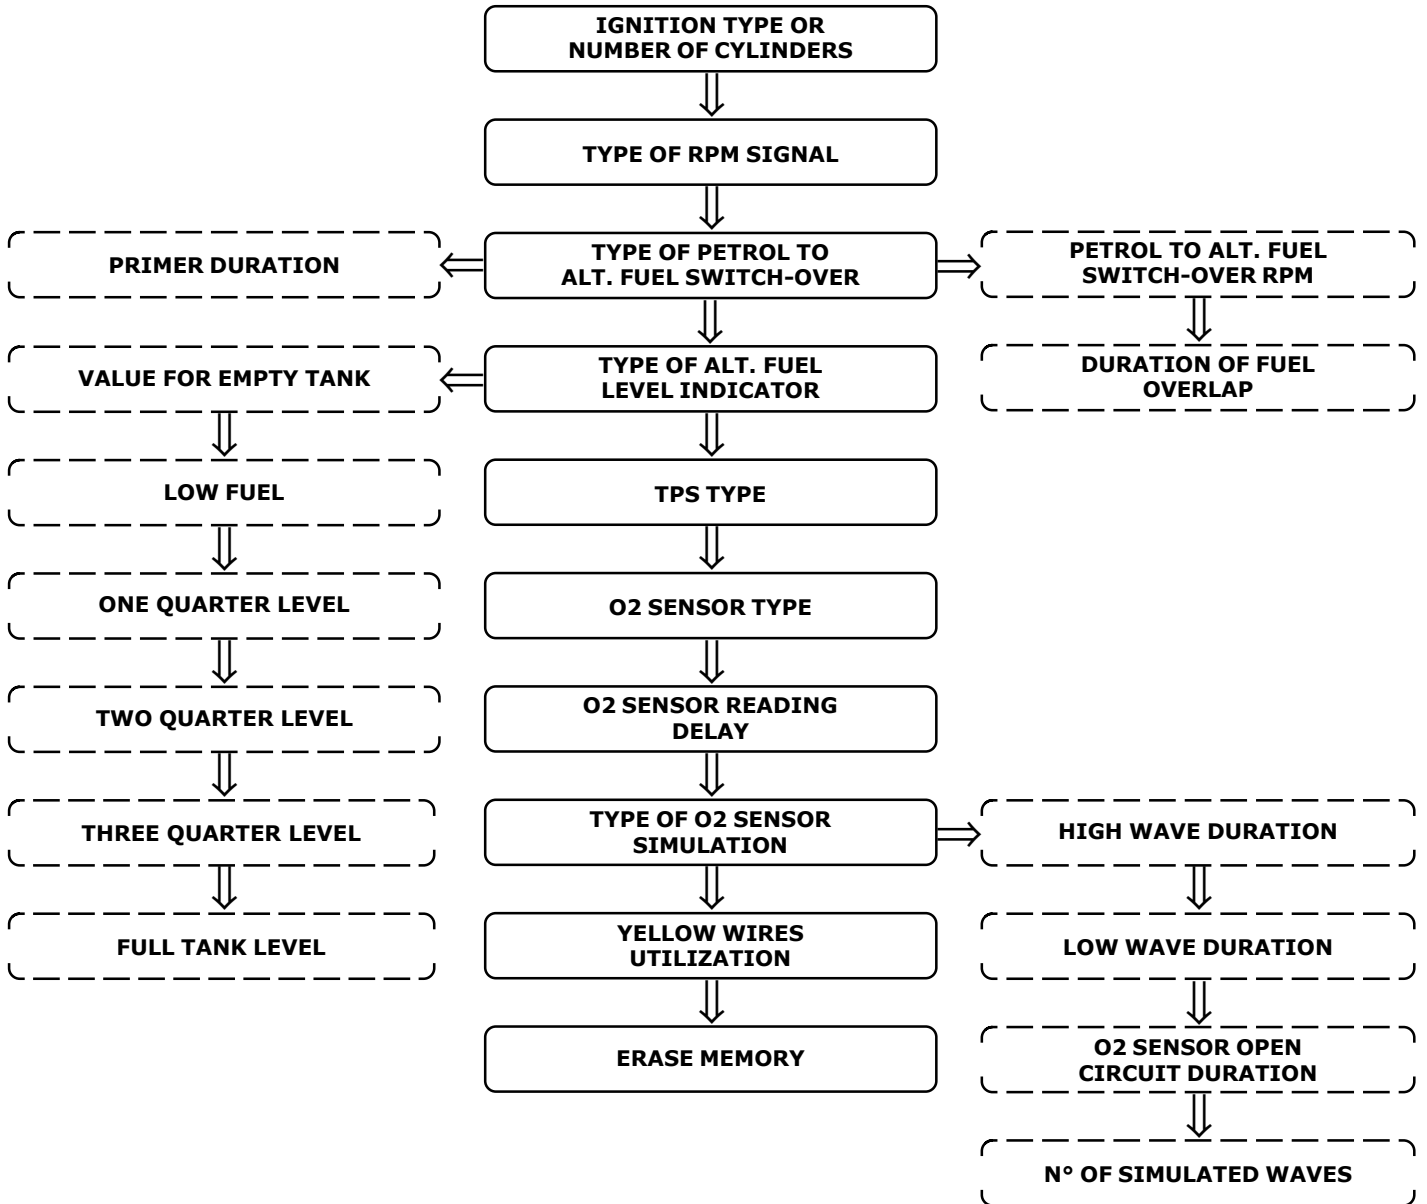 IGNITION TYPE OR
NUMBER OF CYLINDERS
TYPE OF RPM SIGNAL
PRIMER DURATION
TYPE OF PETROL TO
ALT. FUEL SWITCH-OVER
PETROL TO ALT. FUEL
SWITCH-OVER RPM
VALUE FOR EMPTY TANK
TYPE OF ALT. FUEL
LEVEL INDICATOR
DURATION OF FUEL
OVERLAP
LOW FUEL
TPS TYPE
ONE QUARTER LEVEL
O2 SENSOR TYPE
TWO QUARTER LEVEL
O2 SENSOR READING
DELAY
THREE QUARTER LEVEL
TYPE OF O2 SENSOR
SIMULATION
HIGH WAVE DURATION
FULL TANK LEVEL
YELLOW WIRES
UTILIZATION
LOW WAVE DURATION
ERASE MEMORY
O2 SENSOR OPEN
CIRCUIT DURATION
N° OF SIMULATED WAVES